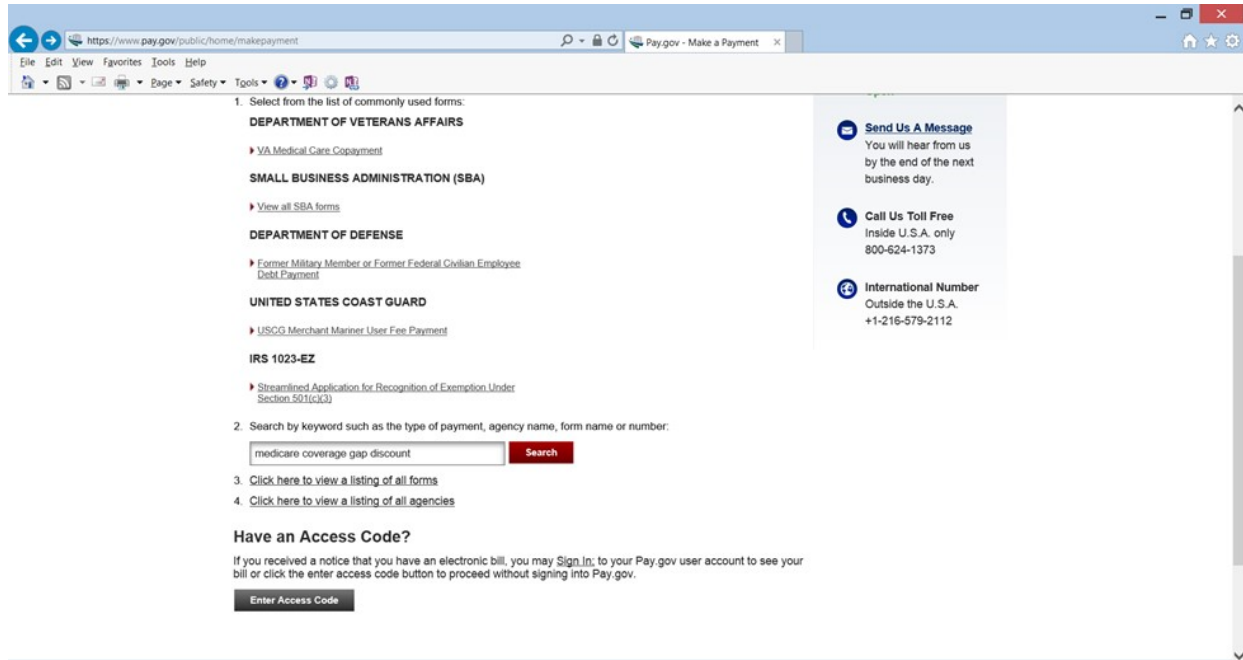 https://www.pay.gov/public/home/makepayment
Pay.gov - Make a Payment
File Edit View Favorites Tools Help
Page Safety Tools
1. Select from the list of commonly used forms:
DEPARTMENT OF VETERANS AFFAIRS
VA Medical Care Copayment
SMALL BUSINESS ADMINISTRATION (SBA)
View all SBA forms
DEPARTMENT OF DEFENSE
Former Military Member or Former Federal Civilian Employee
Debt Payment
UNITED STATES COAST GUARD
USCG Merchant Mariner User Fee Payment
IRS 1023-EZ
Streamlined Application for Recognition of Exemption Under
Section 501(c)(3)
2. Search by keyword such as the type of payment, agency name, form name or number:
medicare coverage gap discount
Search
3. Click here to view a listing of all forms
4. Click here to view a listing of all agencies
Have an Access Code?
If you received a notice that you have an electronic bill, you may Sign In: to your Pay.gov user account to see your
bill or click the enter access code button to proceed without signing into Pay.gov.
Enter Access Code
Send Us A Message
You will hear from us
by the end of the next
business day.
Call Us Toll Free
Inside U.S.A. only
800-624-1373
International Number
Outside the U.S.A.
+1-216-579-2112